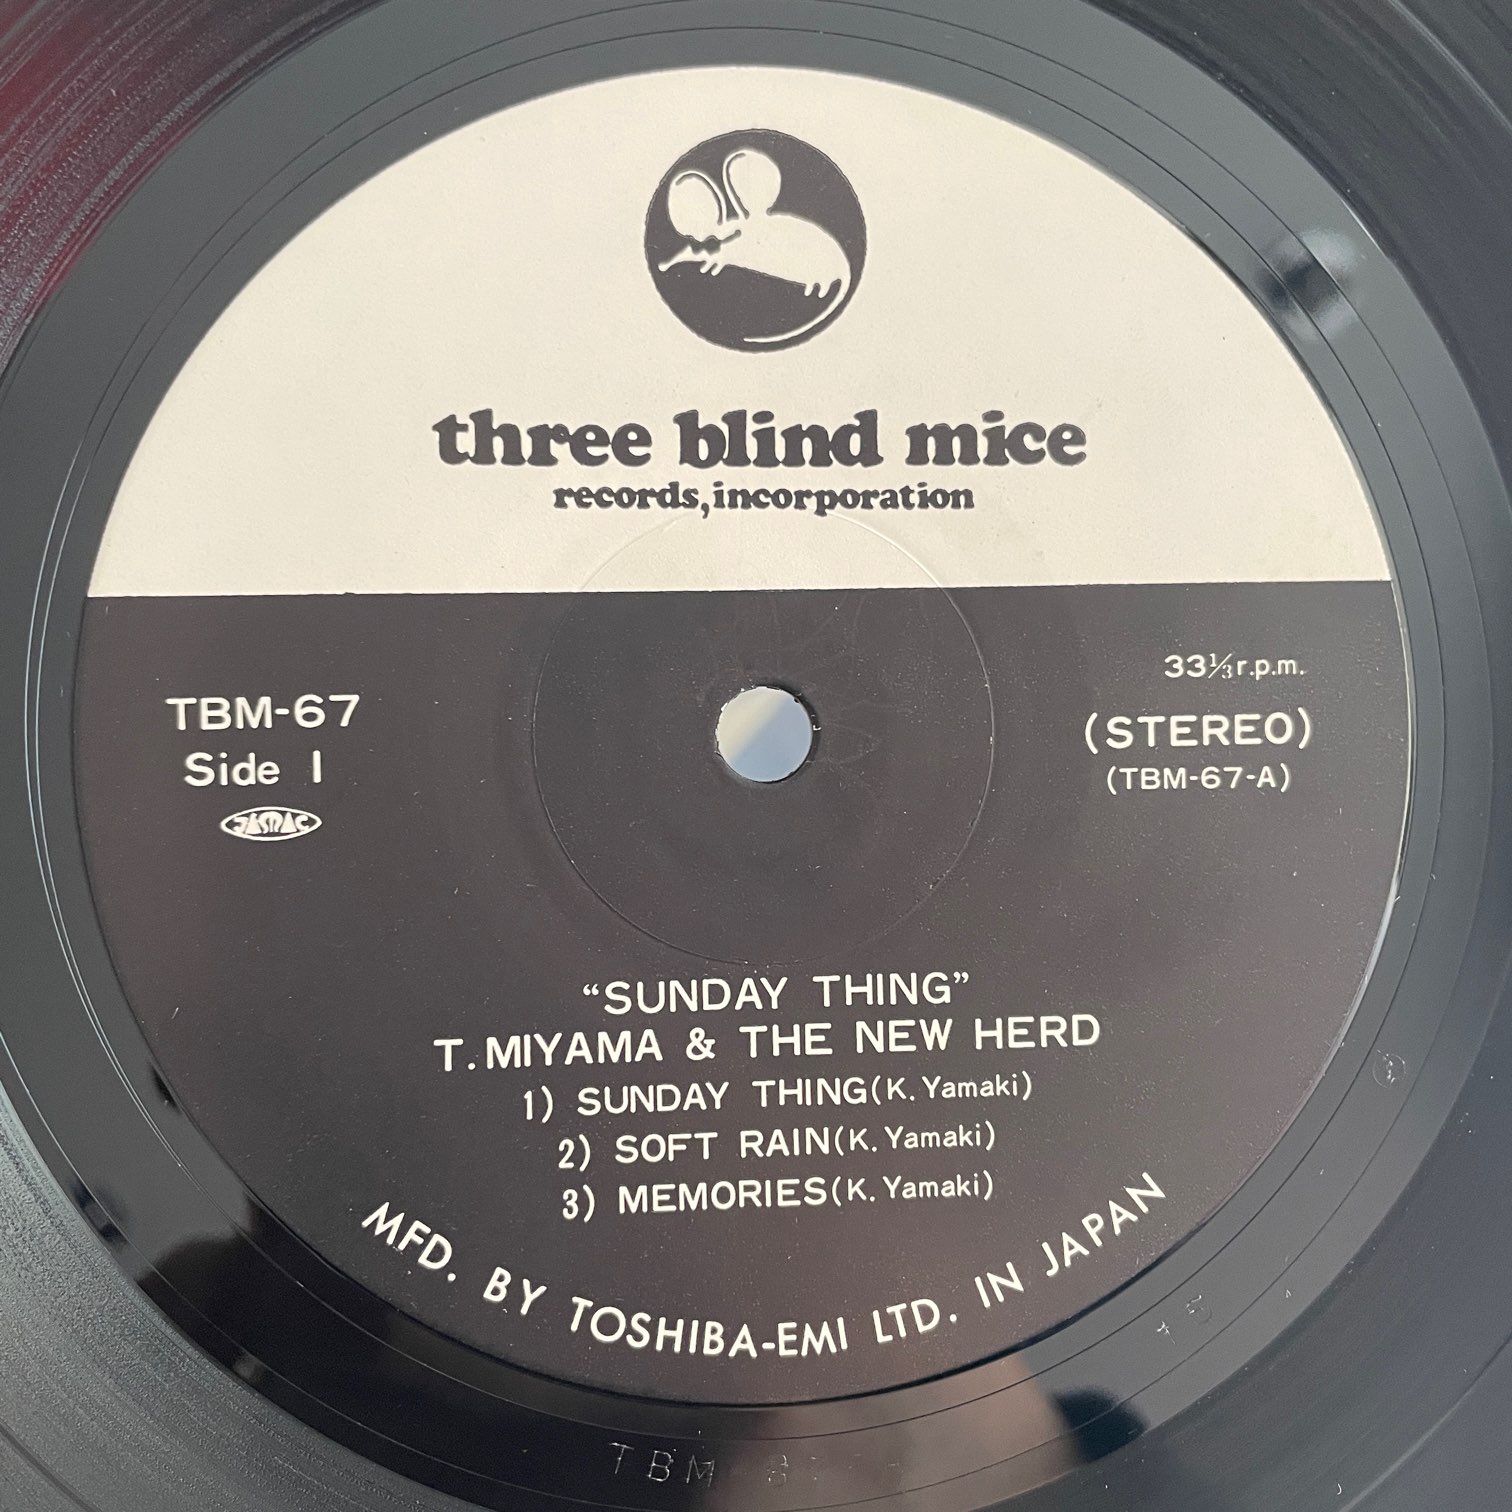 three blind mice
records, incorporation
TBM-67
Side 1
JASRAC
33⅓ r.p.m.
(STEREO)
(TBM-67-A)
“SUNDAY THING”
T. MIYAMA & THE NEW HERD
1) SUNDAY THING (K. Yamaki)
2) SOFT RAIN (K. Yamaki)
3) MEMORIES (K. Yamaki)
MFD. BY TOSHIBA-EMI LTD. IN JAPAN
TBM